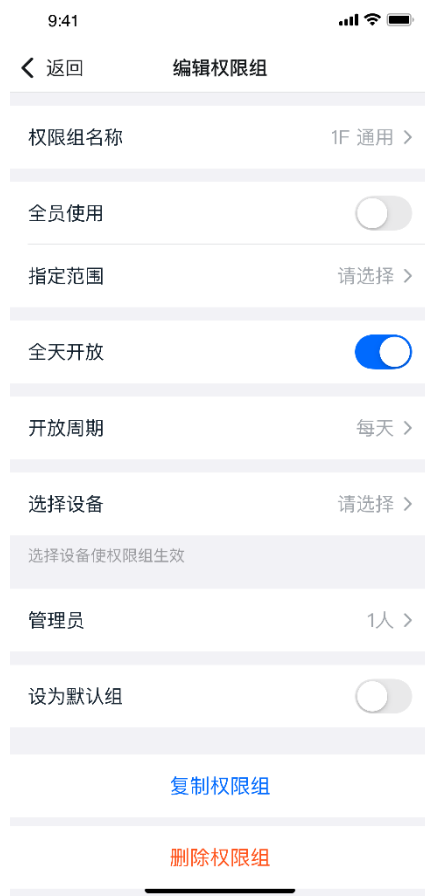 9:41
返回
编辑权限组
权限组名称
1F 通用
全员使用
指定范围
请选择
全天开放
开放周期
每天
选择设备
请选择
选择设备使权限组生效
管理员
1人
设为默认组
复制权限组
删除权限组